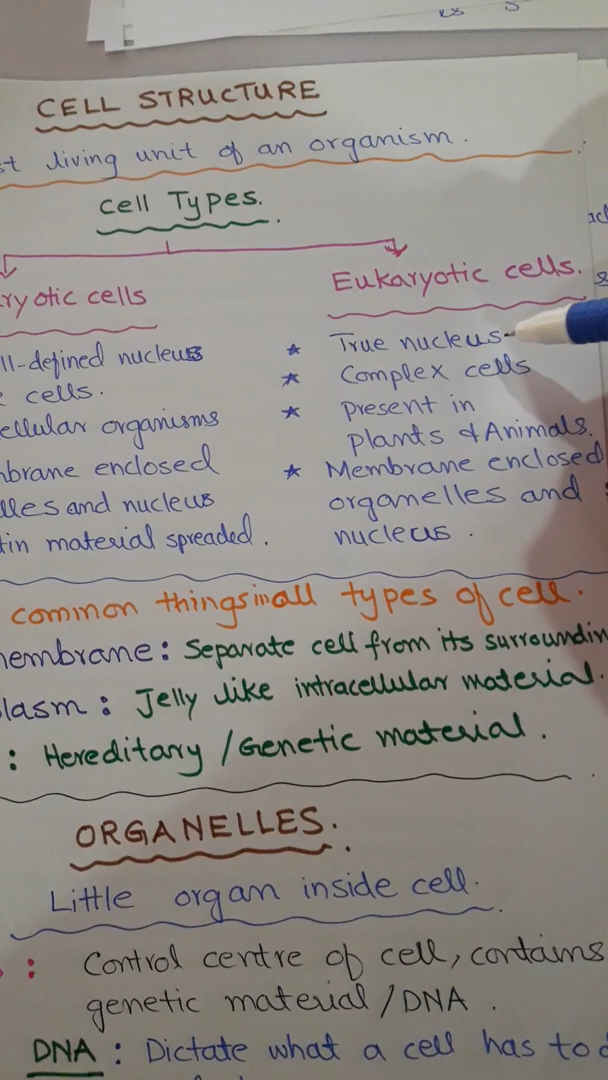 CELL STRUCTURE
st living unit of an organism.
Cell Types.
ryotic cells
Eukaryotic cells.
ll-defined nucleus
e cells.
ellular organisms
mbrane enclosed
lles and nucleus
tin material spreaded.
* True nucleus
* Complex cells
* present in
plants & Animals.
* Membrane enclosed
organelles and
nucleus.
common things in all types of cell.
membrane: Separate cell from its surroundin
lasm: Jelly like intracellular material.
: Hereditary/Genetic material.
ORGANELLES.
Little organ inside cell.
: Control centre of cell, contains
genetic material/DNA.
DNA: Dictate what a cell has to d